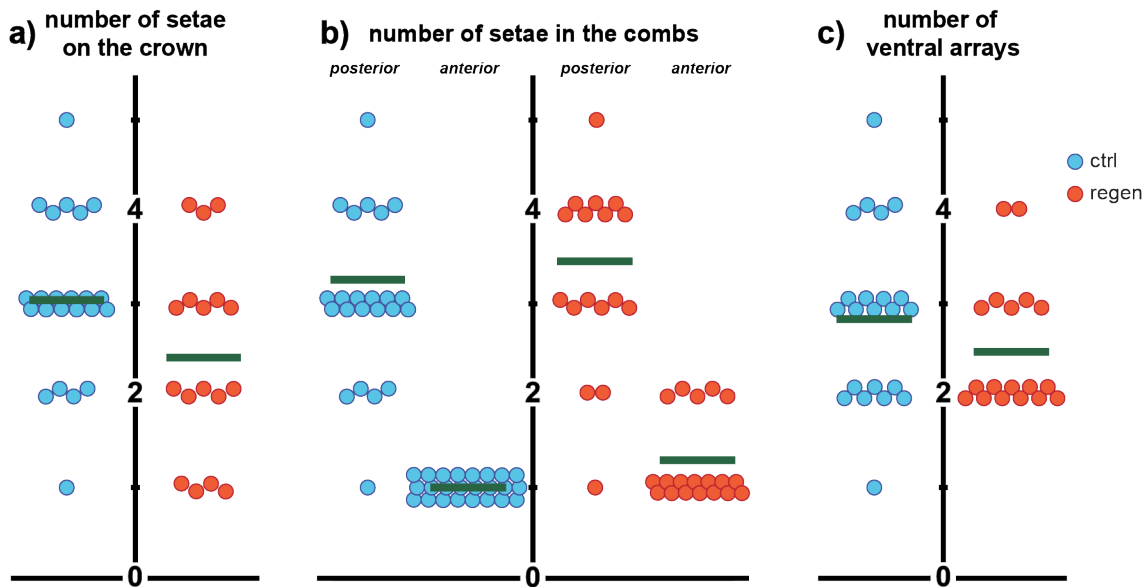 a) number of setae
on the crown
b) number of setae in the combs
c) number of
ventral arrays
posterior anterior posterior anterior
ctrl
regen
4 4 4
2 2 2
0 0 0